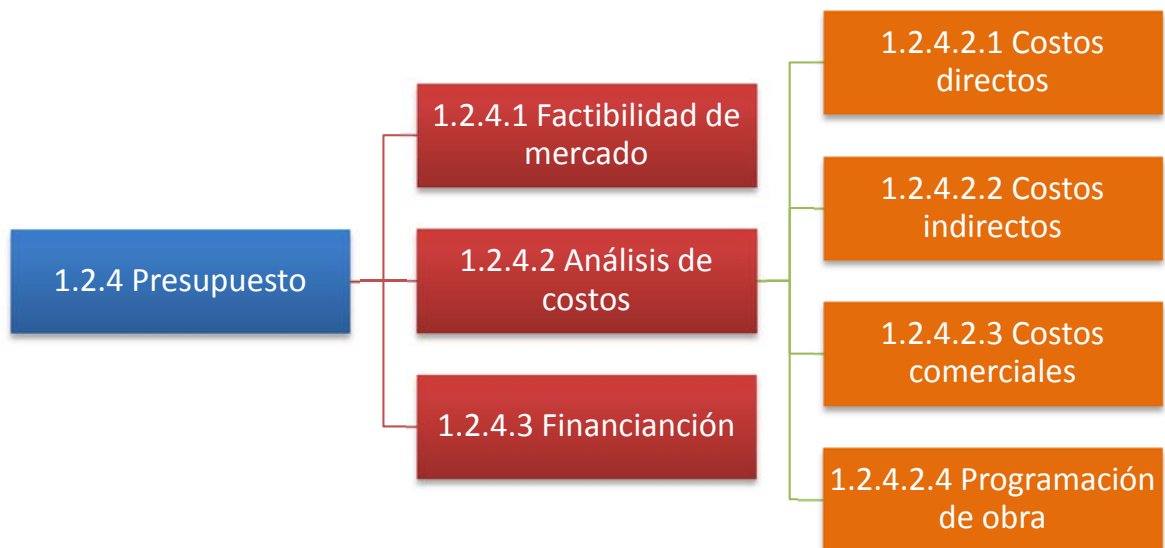 1.2.4 Presupuesto
1.2.4.1 Factibilidad de
mercado
1.2.4.2 Análisis de
costos
1.2.4.3 Financianción
1.2.4.2.1 Costos
directos
1.2.4.2.2 Costos
indirectos
1.2.4.2.3 Costos
comerciales
1.2.4.2.4 Programación
de obra